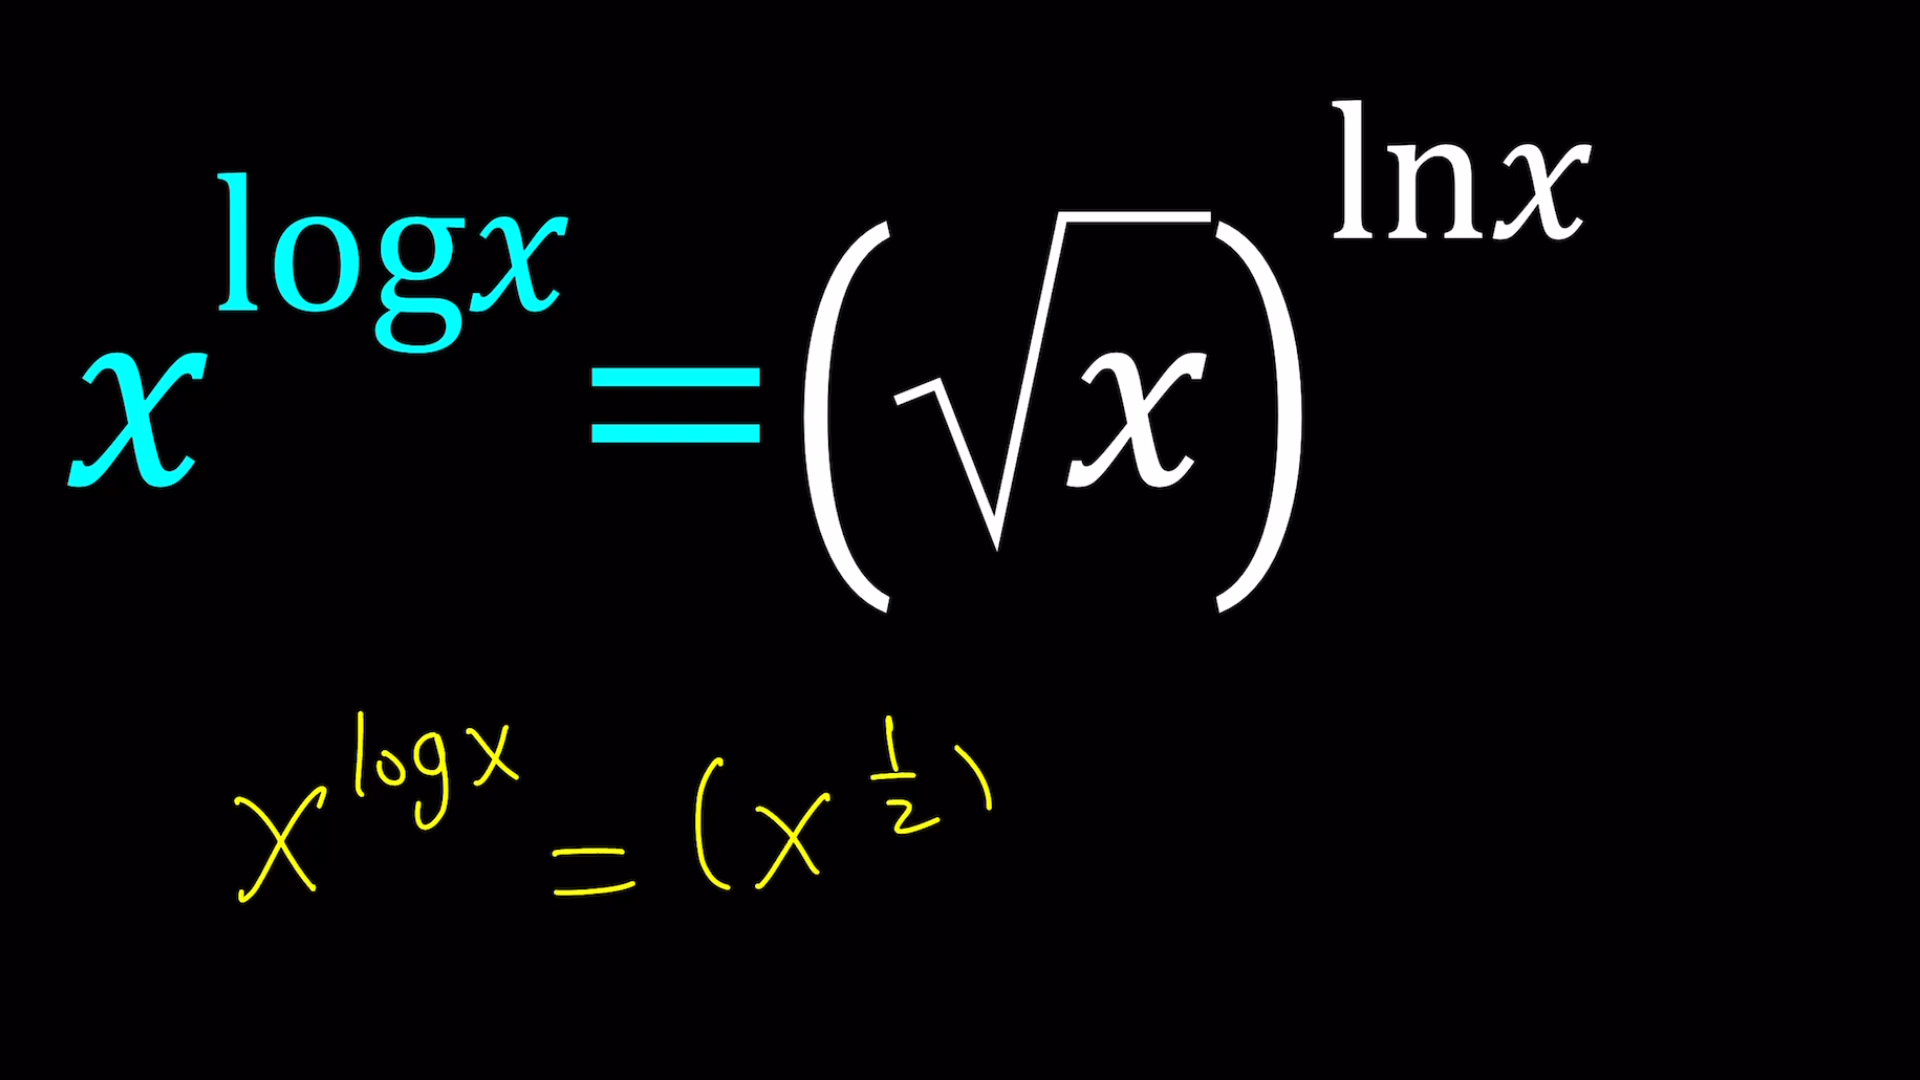 x^{logx} = (√x)^{lnx}
x^{logx} = (x^{1/2})